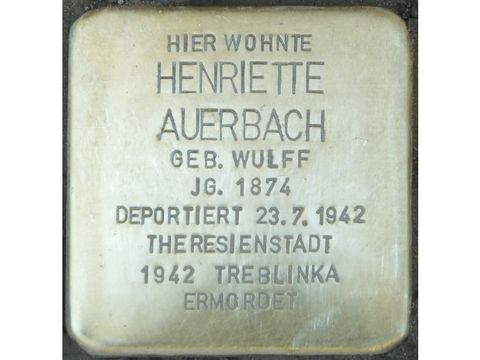 HIER WOHNTE
HENRIETTE
AUERBACH
GEB. WULFF
JG. 1874
DEPORTIERT 23.7.1942
THERESIENSTADT
1942 TREBLINKA
ERMORDET